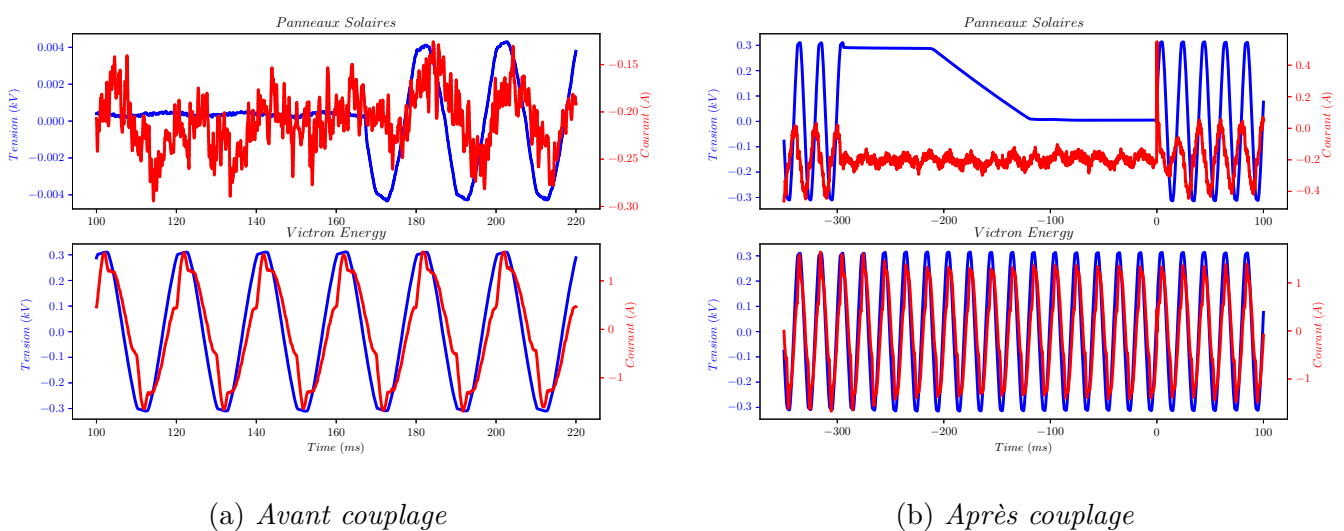 Panneaux Solaires
Tension (kV)
0.004
0.002
0.000
−0.002
−0.004
−0.15
−0.20
−0.25
−0.30
Courant (A)
100 120 140 160 180 200 220
Victron Energy
Tension (kV)
0.3
0.2
0.1
0.0
−0.1
−0.2
−0.3
1
0
−1
Courant (A)
100 120 140 160 180 200 220
Time (ms)
(a) Avant couplage
Panneaux Solaires
Tension (kV)
0.3
0.2
0.1
0.0
−0.1
−0.2
−0.3
0.4
0.2
0.0
−0.2
−0.4
Courant (A)
−300 −200 −100 0 100
Victron Energy
Tension (kV)
0.3
0.2
0.1
0.0
−0.1
−0.2
−0.3
1
0
−1
Courant (A)
−300 −200 −100 0 100
Time (ms)
(b) Après couplage